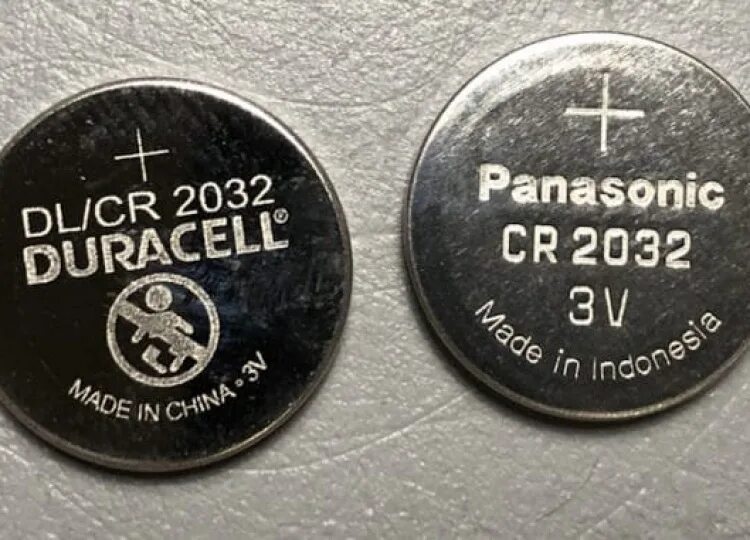 +
DL/CR 2032
DURACELL®
MADE IN CHINA • 3V
+
Panasonic
CR 2032
3V
Made in Indonesia